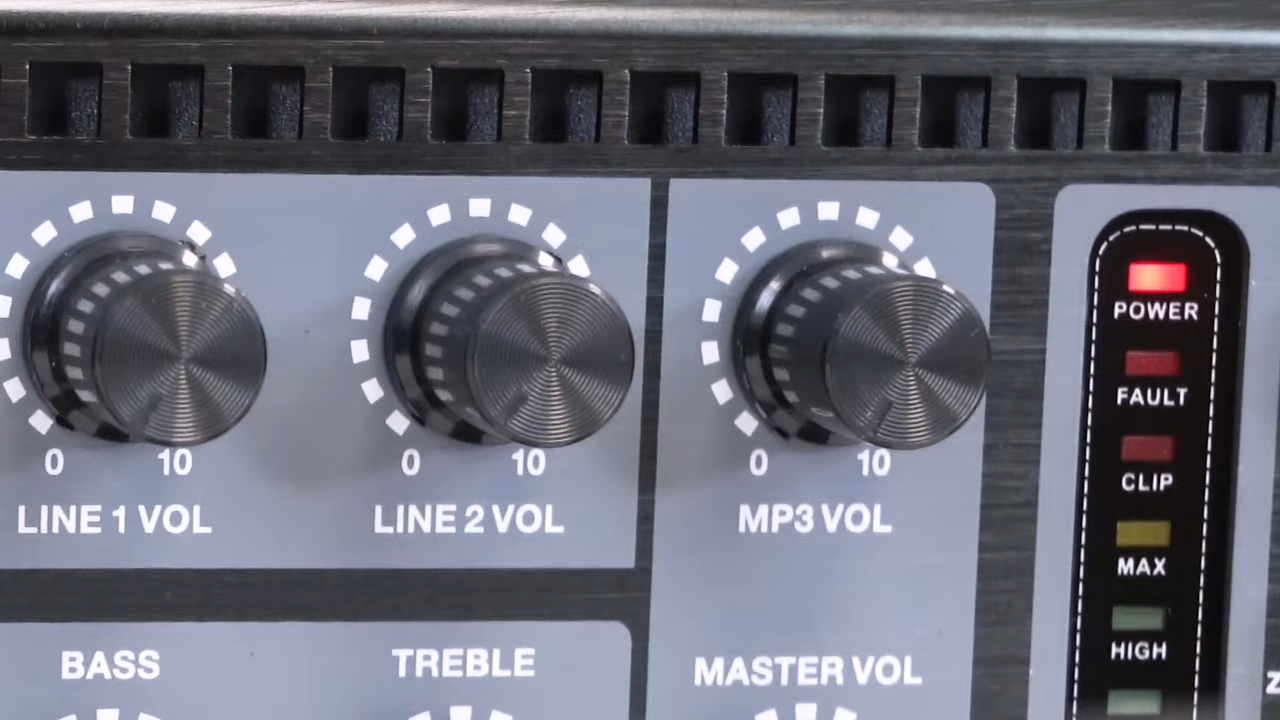 0 10
LINE 1 VOL
0 10
LINE 2 VOL
0 10
MP3 VOL
BASS
TREBLE
MASTER VOL
POWER
FAULT
CLIP
MAX
HIGH